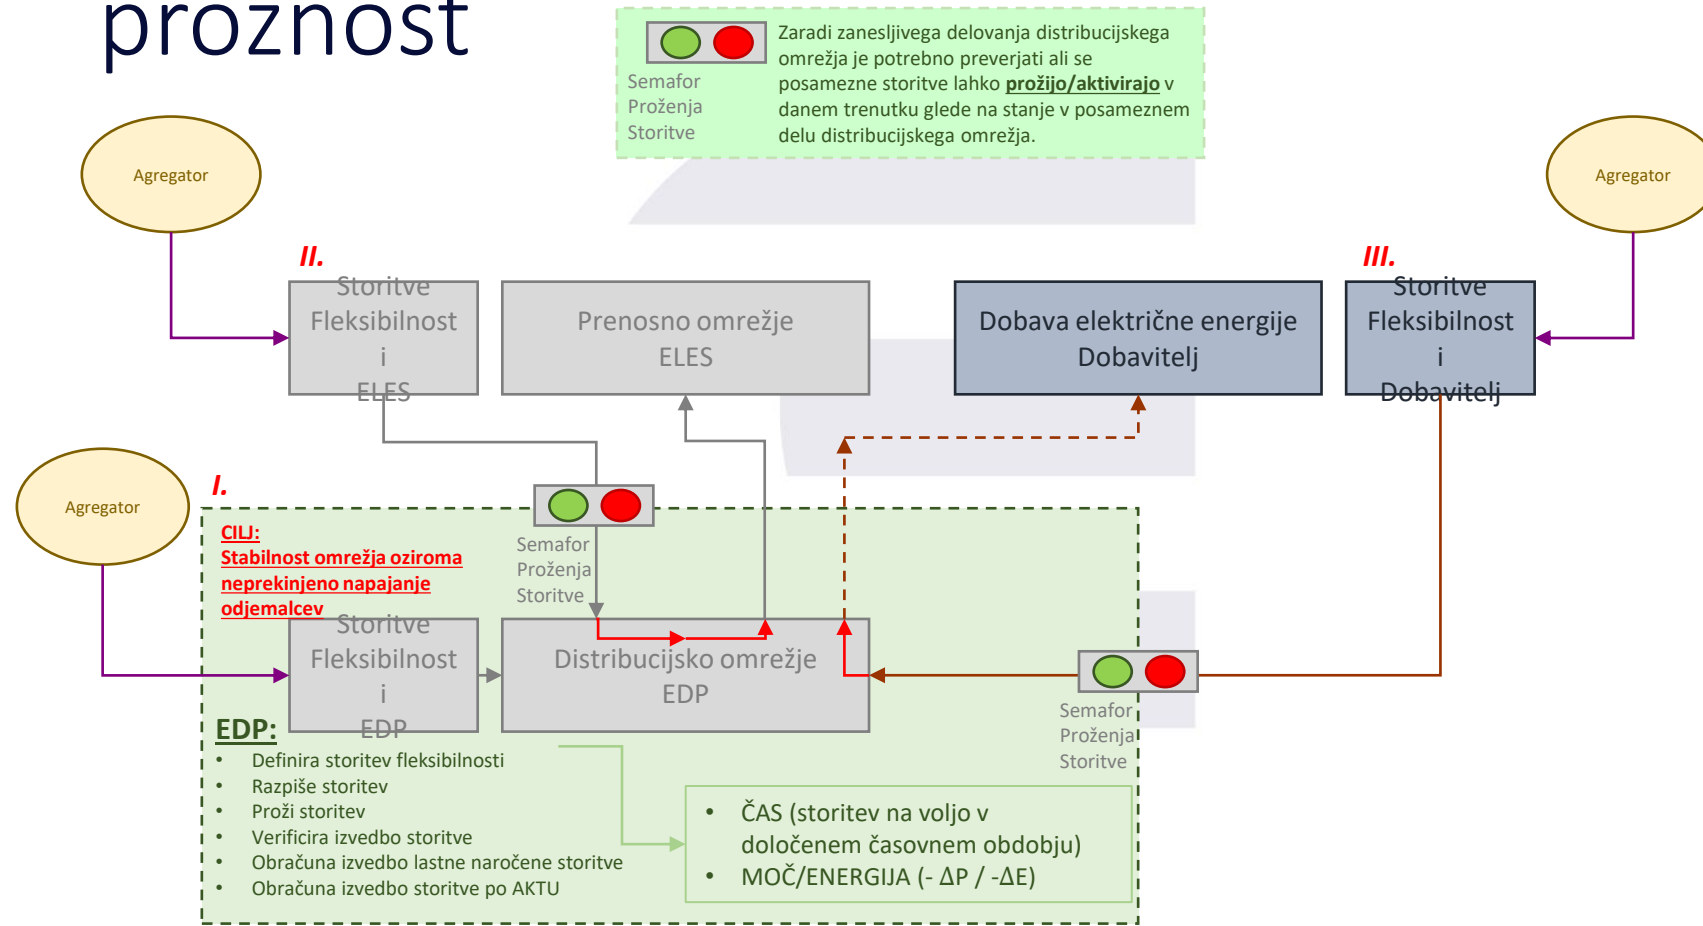 prožnost
Semafor
Proženja
Storitve
Zaradi zanesljivega delovanja distribucijskega
omrežja je potrebno preverjati ali se
posamezne storitve lahko prožijo/aktivirajo v
danem trenutku glede na stanje v posameznem
delu distribucijskega omrežja.
Agregator
Agregator
II.
Storitve
Fleksibilnost
i
ELES
Prenosno omrežje
ELES
Dobava električne energije
Dobavitelj
III.
Storitve
Fleksibilnost
i
Dobavitelj
Agregator
I.
CILJ:
Stabilnost omrežja oziroma
neprekinjeno napajanje
odjemalcev
Semafor
Proženja
Storitve
Storitve
Fleksibilnost
i
EDP
Distribucijsko omrežje
EDP
Semafor
Proženja
Storitve
EDP:
• Definira storitev fleksibilnosti
• Razpiše storitev
• Proži storitev
• Verificira izvedbo storitve
• Obračuna izvedbo lastne naročene storitve
• Obračuna izvedbo storitve po AKTU
• ČAS (storitev na voljo v
določenem časovnem obdobju)
• MOČ/ENERGIJA (- ΔP / -ΔE)